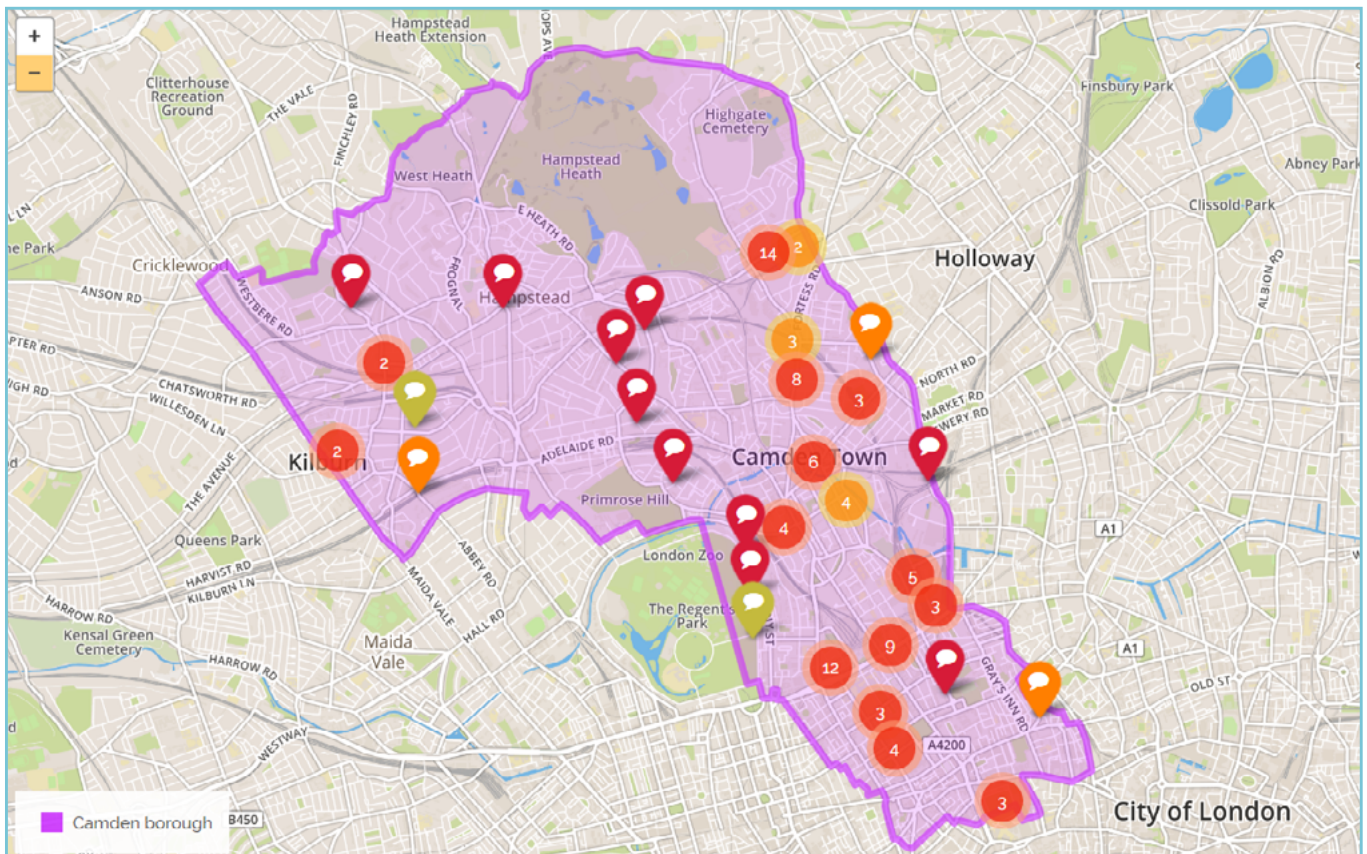 +
−
Hampstead
Heath Extension
Clitterhouse
Recreation
Ground
THE VALE
FINCHLEY RD
Highgate
Cemetery
Finsbury Park
Hampstead
Heath
West Heath
Abney Park
Clissold Park
E HEATH RD
Cricklewood
14
2
Holloway
ANSON RD
WESTBERE RD
FROGNAL
Hampstead
FORTESS RD
ALBION RD
3
2
8
3
NORTH RD
CHATSWORTH RD
WILLESDEN LN
MARKET RD
THE AVENUE
2
Kilburn
ADELAIDE RD
Camden Town
6
Primrose Hill
4
4
A1
Queens Park
London Zoo
ABBEY RD
HARVIST RD
KILBURN LN
5
3
MAIDA VALE
HALL RD
HARROW RD
Kensal Green
Cemetery
The Regent's
Park
Maida
Vale
HARROW RD
9
12
A1
GRAY'S INN RD
OLD ST
3
4
A4200
WESTWAY
3
City of London
Camden borough
B450